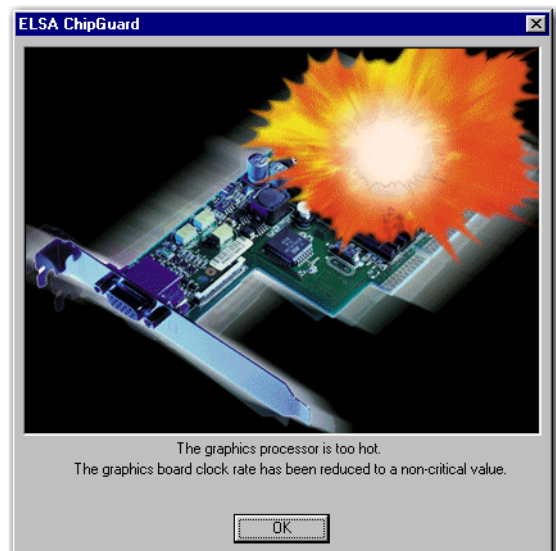 ELSA ChipGuard
The graphics processor is too hot.
The graphics board clock rate has been reduced to a non-critical value.
OK